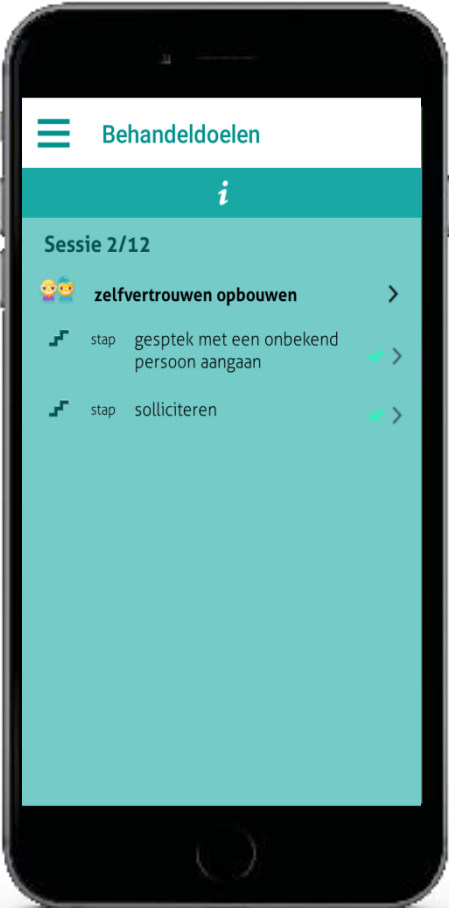 Behandeldoelen
i
Sessie 2/12
zelfvertrouwen opbouwen
stap gesptek met een onbekend
persoon aangaan
stap solliciteren